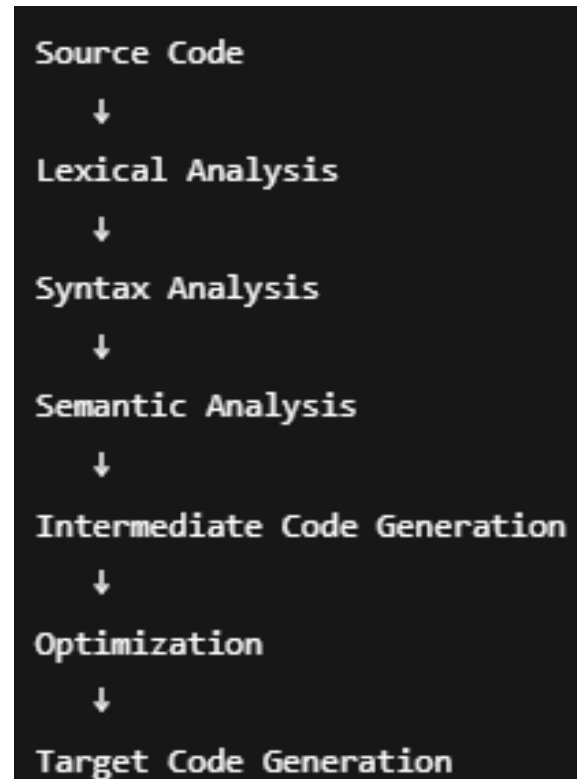 Source Code
↓
Lexical Analysis
↓
Syntax Analysis
↓
Semantic Analysis
↓
Intermediate Code Generation
↓
Optimization
↓
Target Code Generation